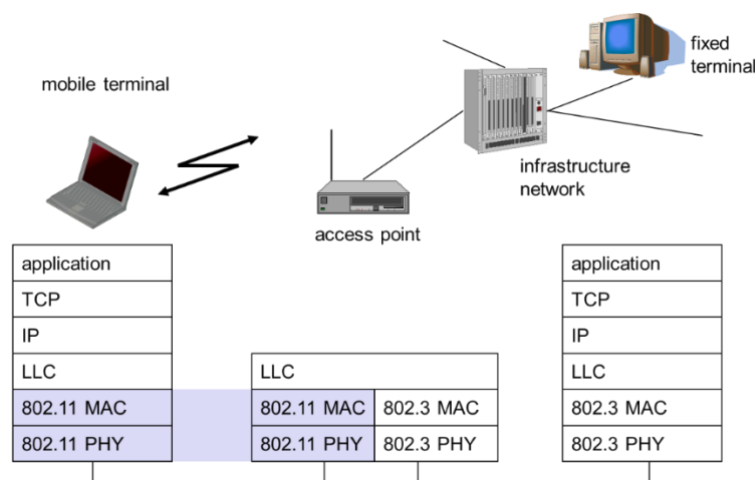 fixed
terminal
mobile terminal
infrastructure
network
access point
application
TCP
IP
LLC
802.11 MAC
802.11 PHY
LLC
802.11 MAC 802.3 MAC
802.11 PHY 802.3 PHY
application
TCP
IP
LLC
802.3 MAC
802.3 PHY